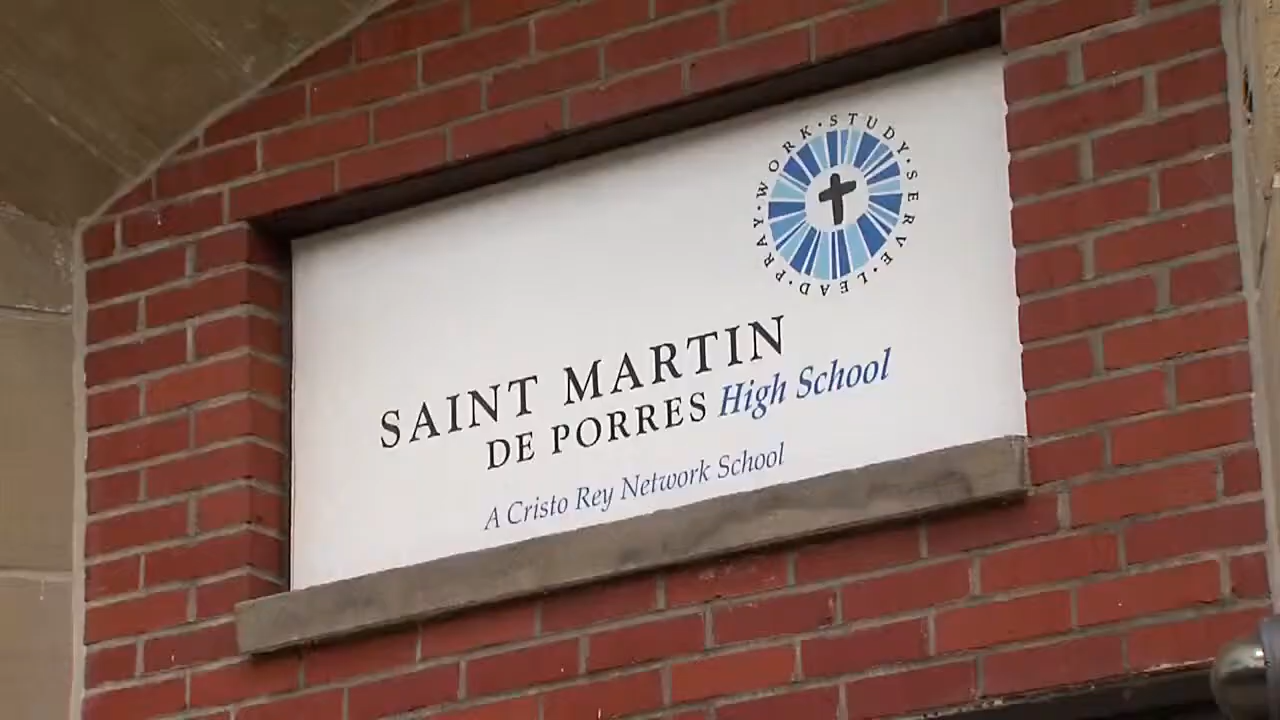 PRAY·WORK·STUDY·SERVE·LEAD·
SAINT MARTIN
DE PORRES High School
A Cristo Rey Network School